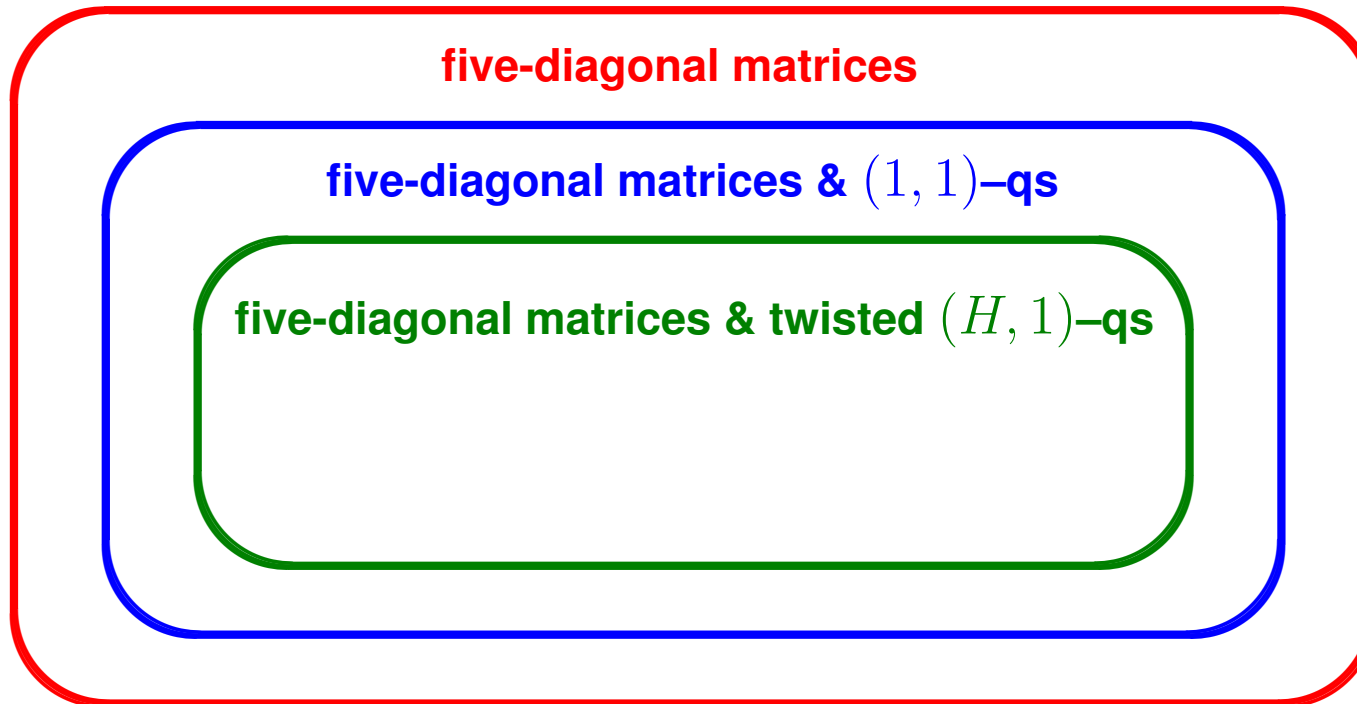 five-diagonal matrices
five-diagonal matrices & (1, 1)–qs
five-diagonal matrices & twisted (H, 1)–qs